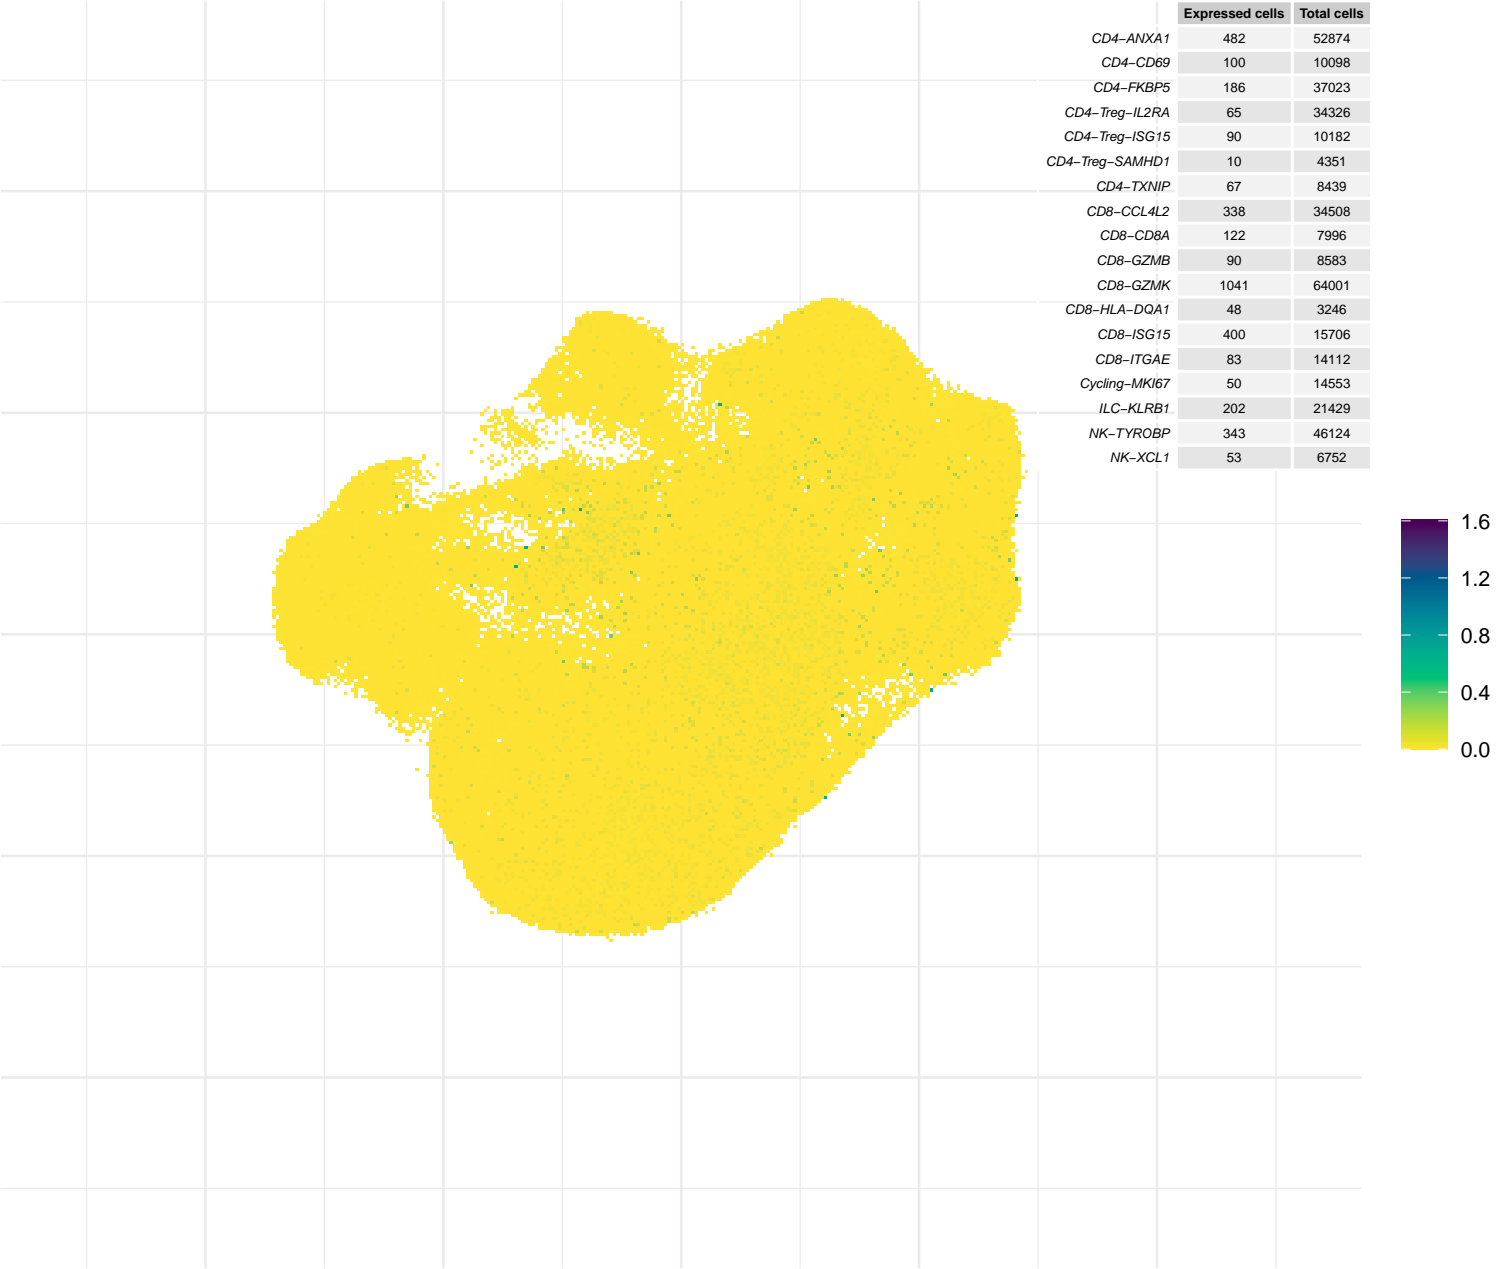 Expressed cells Total cells
CD4−ANXA1 482 52874
CD4−CD69 100 10098
CD4−FKBP5 186 37023
CD4−Treg−IL2RA 65 34326
CD4−Treg−ISG15 90 10182
CD4−Treg−SAMHD1 10 4351
CD4−TXNIP 67 8439
CD8−CCL4L2 338 34508
CD8−CD8A 122 7996
CD8−GZMB 90 8583
CD8−GZMK 1041 64001
CD8−HLA−DQA1 48 3246
CD8−ISG15 400 15706
CD8−ITGAE 83 14112
Cycling−MKI67 50 14553
ILC−KLRB1 202 21429
NK−TYROBP 343 46124
NK−XCL1 53 6752
1.6
1.2
0.8
0.4
0.0